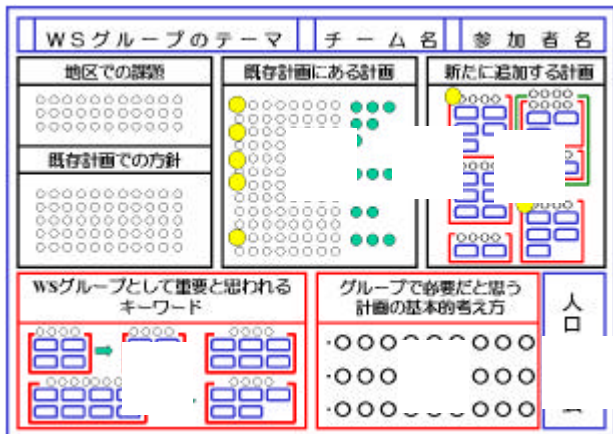 WSグループのテーマ
チーム名
参加者名
地区での課題
既存計画にある計画
新たに追加する計画
既存計画での方針
WSグループとして重要と思われる
キーワード
グループで必要だと思う
計画の基本的考え方
人口